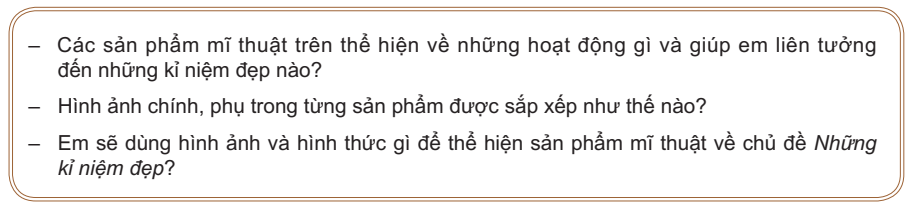 – Các sản phẩm mĩ thuật trên thể hiện về những hoạt động gì và giúp em liên tưởng
đến những kỉ niệm đẹp nào?
– Hình ảnh chính, phụ trong từng sản phẩm được sắp xếp như thế nào?
– Em sẽ dùng hình ảnh và hình thức gì để thể hiện sản phẩm mĩ thuật về chủ đề Những
kỉ niệm đẹp?